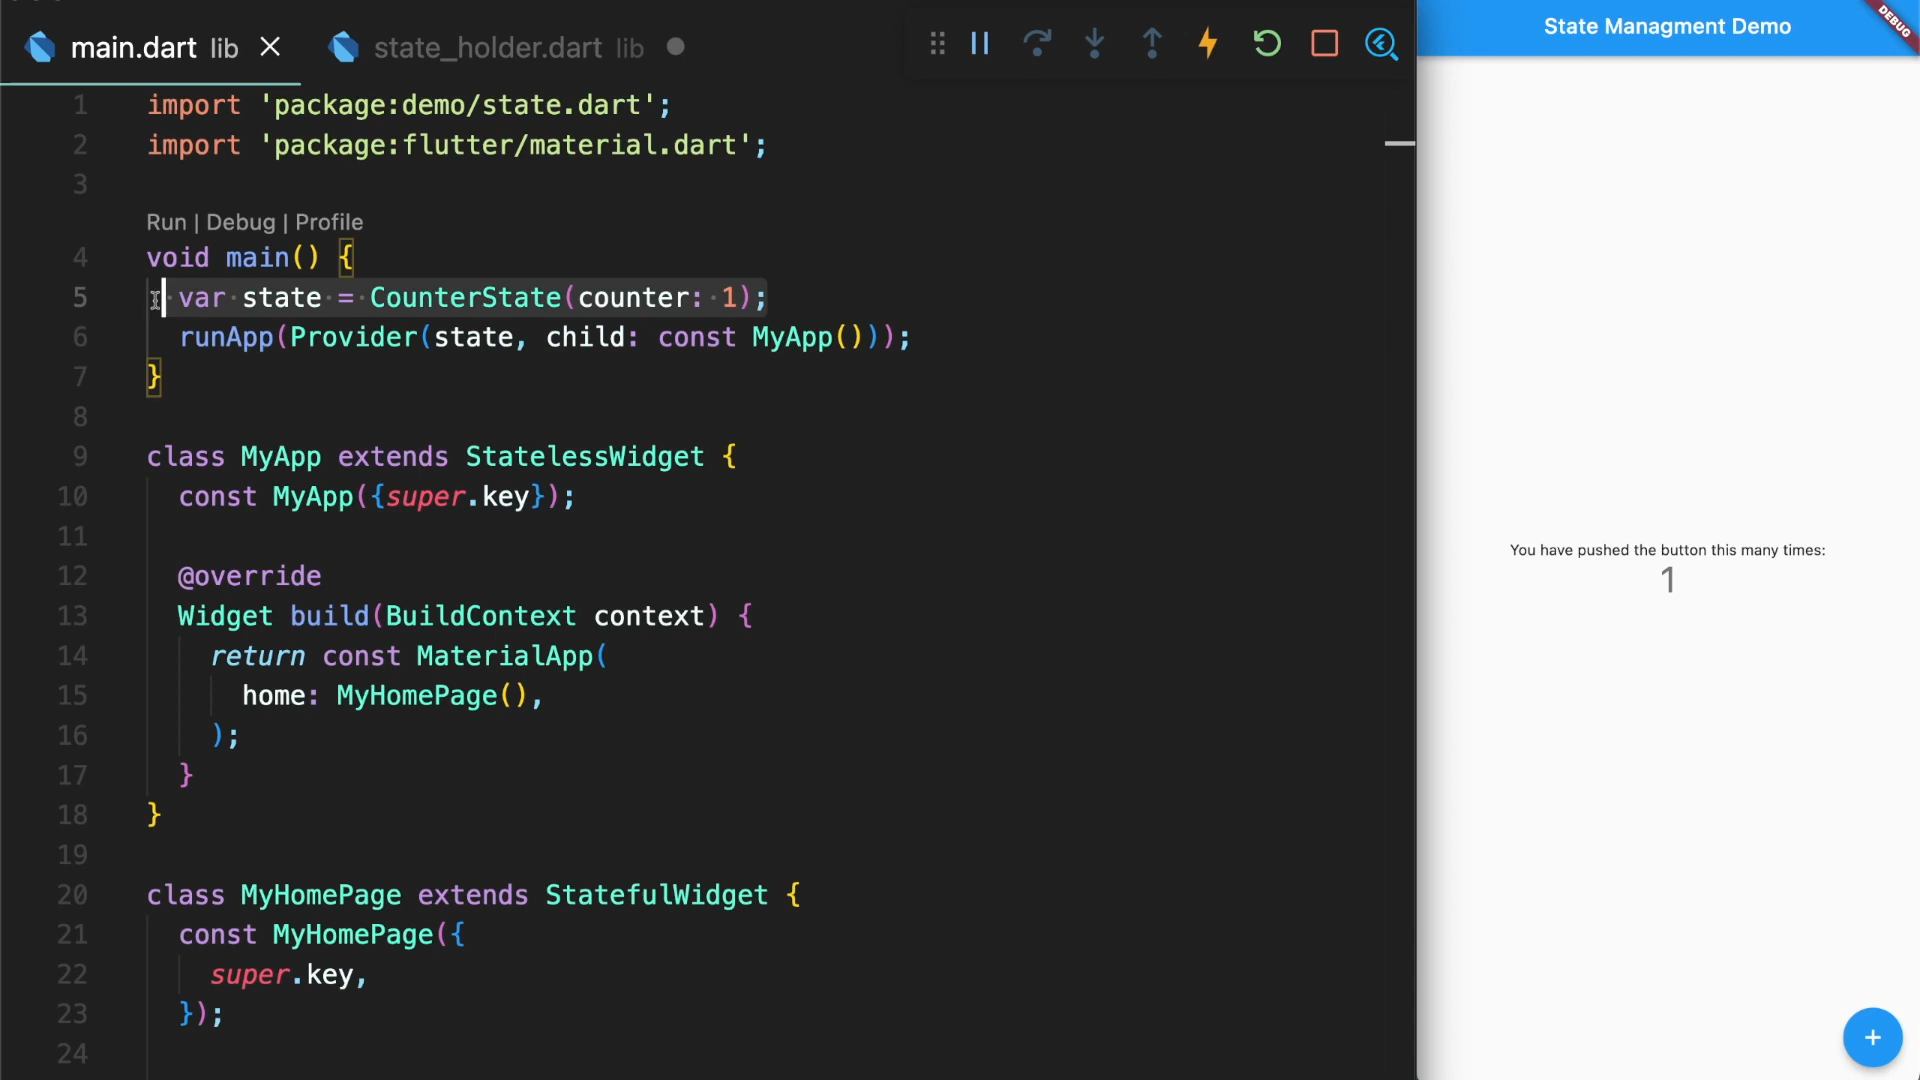 main.dart lib
state_holder.dart lib
1 import 'package:demo/state.dart';
2 import 'package:flutter/material.dart';
3
Run | Debug | Profile
4 void main() {
5 var state = CounterState(counter: 1);
6 runApp(Provider(state, child: const MyApp()));
7 }
8
9 class MyApp extends StatelessWidget {
10 const MyApp({super.key});
11
12 @override
13 Widget build(BuildContext context) {
14 return const MaterialApp(
15 home: MyHomePage(),
16 );
17 }
18 }
19
20 class MyHomePage extends StatefulWidget {
21 const MyHomePage({
22 super.key,
23 });
24
State Managment Demo
DEBUG
You have pushed the button this many times:
1
+